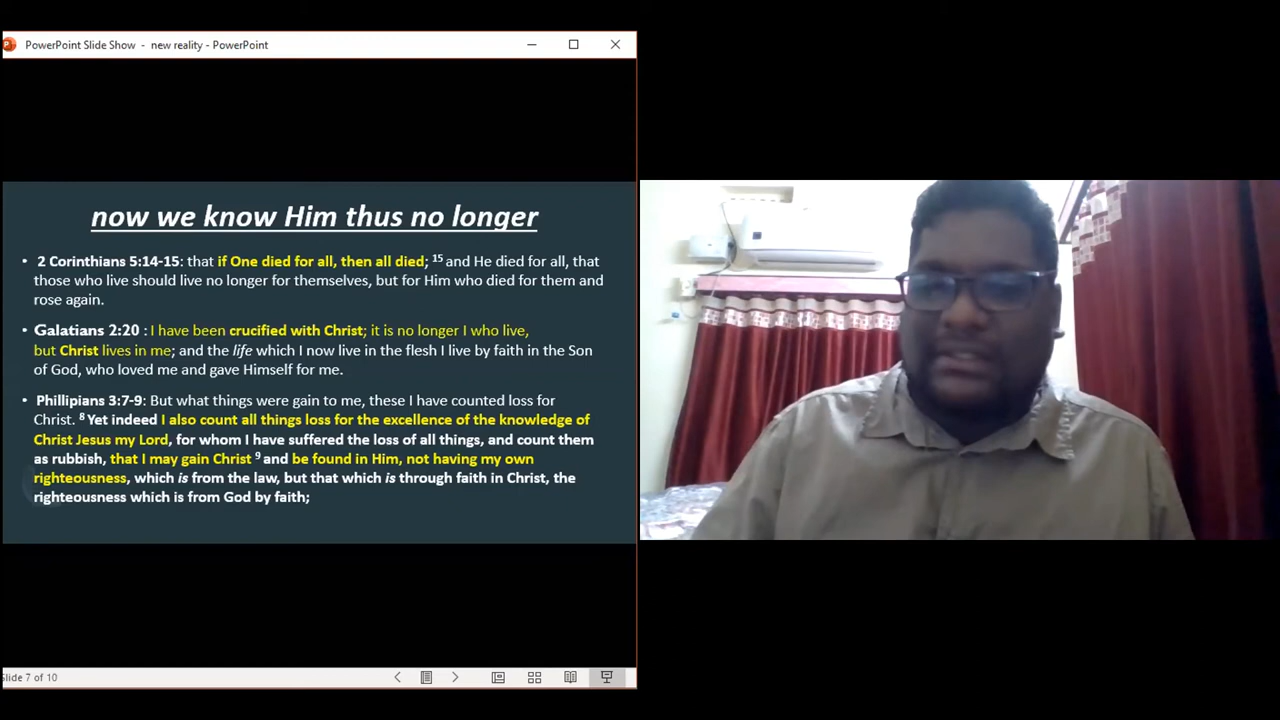 PowerPoint Slide Show - new reality - PowerPoint
now we know Him thus no longer
• 2 Corinthians 5:14-15: that if One died for all, then all died; 15 and He died for all, that
those who live should live no longer for themselves, but for Him who died for them and
rose again.
• Galatians 2:20 : I have been crucified with Christ; it is no longer I who live,
but Christ lives in me; and the life which I now live in the flesh I live by faith in the Son
of God, who loved me and gave Himself for me.
• Phillipians 3:7-9: But what things were gain to me, these I have counted loss for
Christ. 8 Yet indeed I also count all things loss for the excellence of the knowledge of
Christ Jesus my Lord, for whom I have suffered the loss of all things, and count them
as rubbish, that I may gain Christ 9 and be found in Him, not having my own
righteousness, which is from the law, but that which is through faith in Christ, the
righteousness which is from God by faith;
Slide 7 of 10